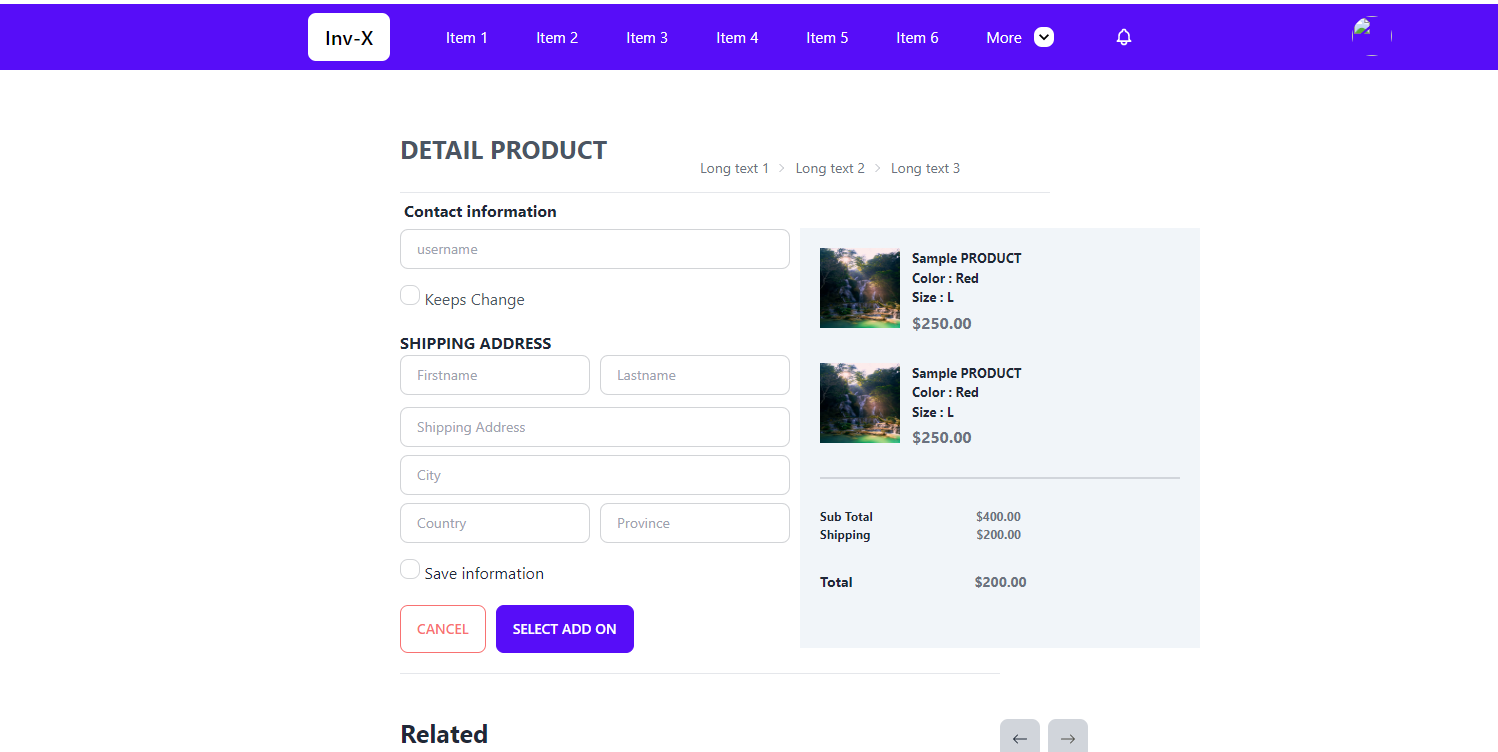 Inv-X
Item 1
Item 2
Item 3
Item 4
Item 5
Item 6
More
DETAIL PRODUCT
Long text 1
Long text 2
Long text 3
Contact information
username
Keeps Change
SHIPPING ADDRESS
Firstname
Lastname
Shipping Address
City
Country
Province
Save information
CANCEL
SELECT ADD ON
Sample PRODUCT
Color : Red
Size : L
$250.00
Sample PRODUCT
Color : Red
Size : L
$250.00
Sub Total $400.00
Shipping $200.00
Total $200.00
Related